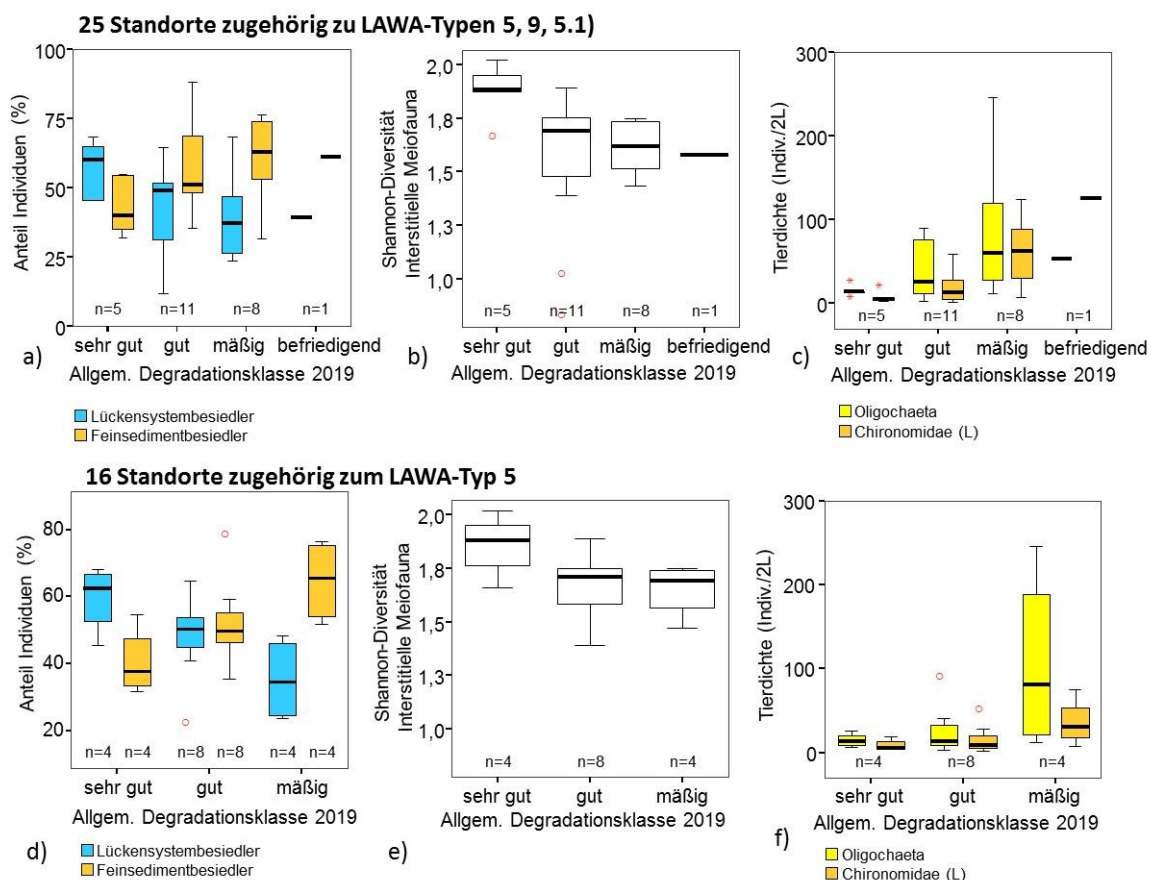 25 Standorte zugehörig zu LAWA-Typen 5, 9, 5.1)
100
75
50
25
0
Anteil Individuen (%)
n=5 n=11 n=8 n=1
sehr gut gut mäßig befriedigend
a)
Allgem. Degradationsklasse 2019
Lückensystembesiedler
Feinsedimentbesiedler
2,0
1,8
1,5
1,3
1,0
Shannon-Diversität
Interstitielle Meiofauna
n=5 n=11 n=8 n=1
sehr gut gut mäßig befriedigend
b)
Allgem. Degradationsklasse 2019
300
200
100
0
Tierdichte (Indiv./2L)
n=5 n=11 n=8 n=1
sehr gut gut mäßig befriedigend
c)
Allgem. Degradationsklasse 2019
Oligochaeta
Chironomidae (L)
16 Standorte zugehörig zum LAWA-Typ 5
80
60
40
20
Anteil Individuen (%)
n=4 n=4 n=8 n=8 n=4 n=4
sehr gut gut mäßig
Allgem. Degradationsklasse 2019
d)
Lückensystembesiedler
Feinsedimentbesiedler
2,0
1,8
1,5
1,3
1,0
Shannon-Diversität
Interstitielle Meiofauna
n=4 n=8 n=4
sehr gut gut mäßig
Allgem. Degradationsklasse 2019
e)
300
200
100
0
Tierdichte (Indiv./2L)
n=4 n=8 n=4
sehr gut gut mäßig
Allgem. Degradationsklasse 2019
f)
Oligochaeta
Chironomidae (L)